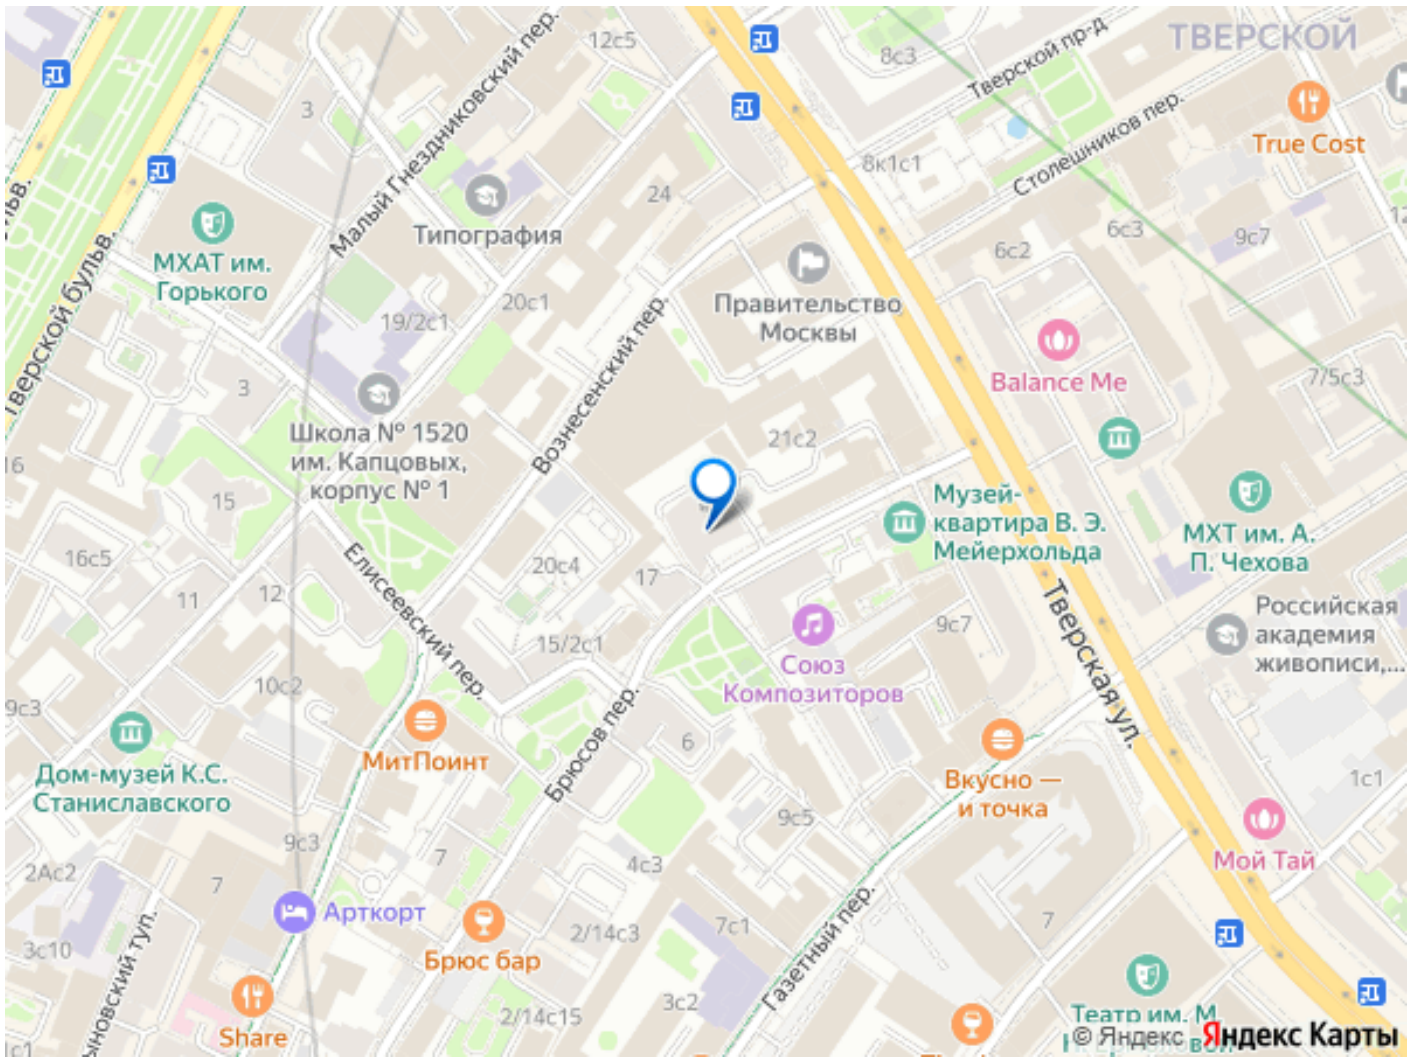 12с5
ТВЕРСКОЙ
8с3
Тверской пр-д
Столешников пер.
True Cost
3
Малый Гнездниковский пер.
8к1с1
24
Типография
МХАТ им.
Горького
6с3
6с2
9с7
Тверской бульв.
20с1
19/2с1
Правительство
Москвы
Вознесенский пер.
Balance Me
7/5с3
3
Школа № 1520
им. Капцовых,
корпус № 1
21с2
16
15
Музей-
квартира В. Э.
Мейерхольда
МХТ им. А.
П. Чехова
16с5
Елисеевский пер.
20с4
17
11
12
Тверская ул.
Российская
академия
живописи,...
9с7
15/2с1
Союз
Композиторов
10с2
9с3
Брюсов пер.
6
МитПоинт
Дом-музей К.С.
Станиславского
Вкусно —
и точка
1с1
9с5
9с3
7
4с3
Мой Тай
2Ас2
7
Арткорт
7с1
2/14с3
7
3с10
Брюс бар
Газетный пер.
3с2
2/14с15
Share
Театр им. М.
© Яндекс Яндекс Карты